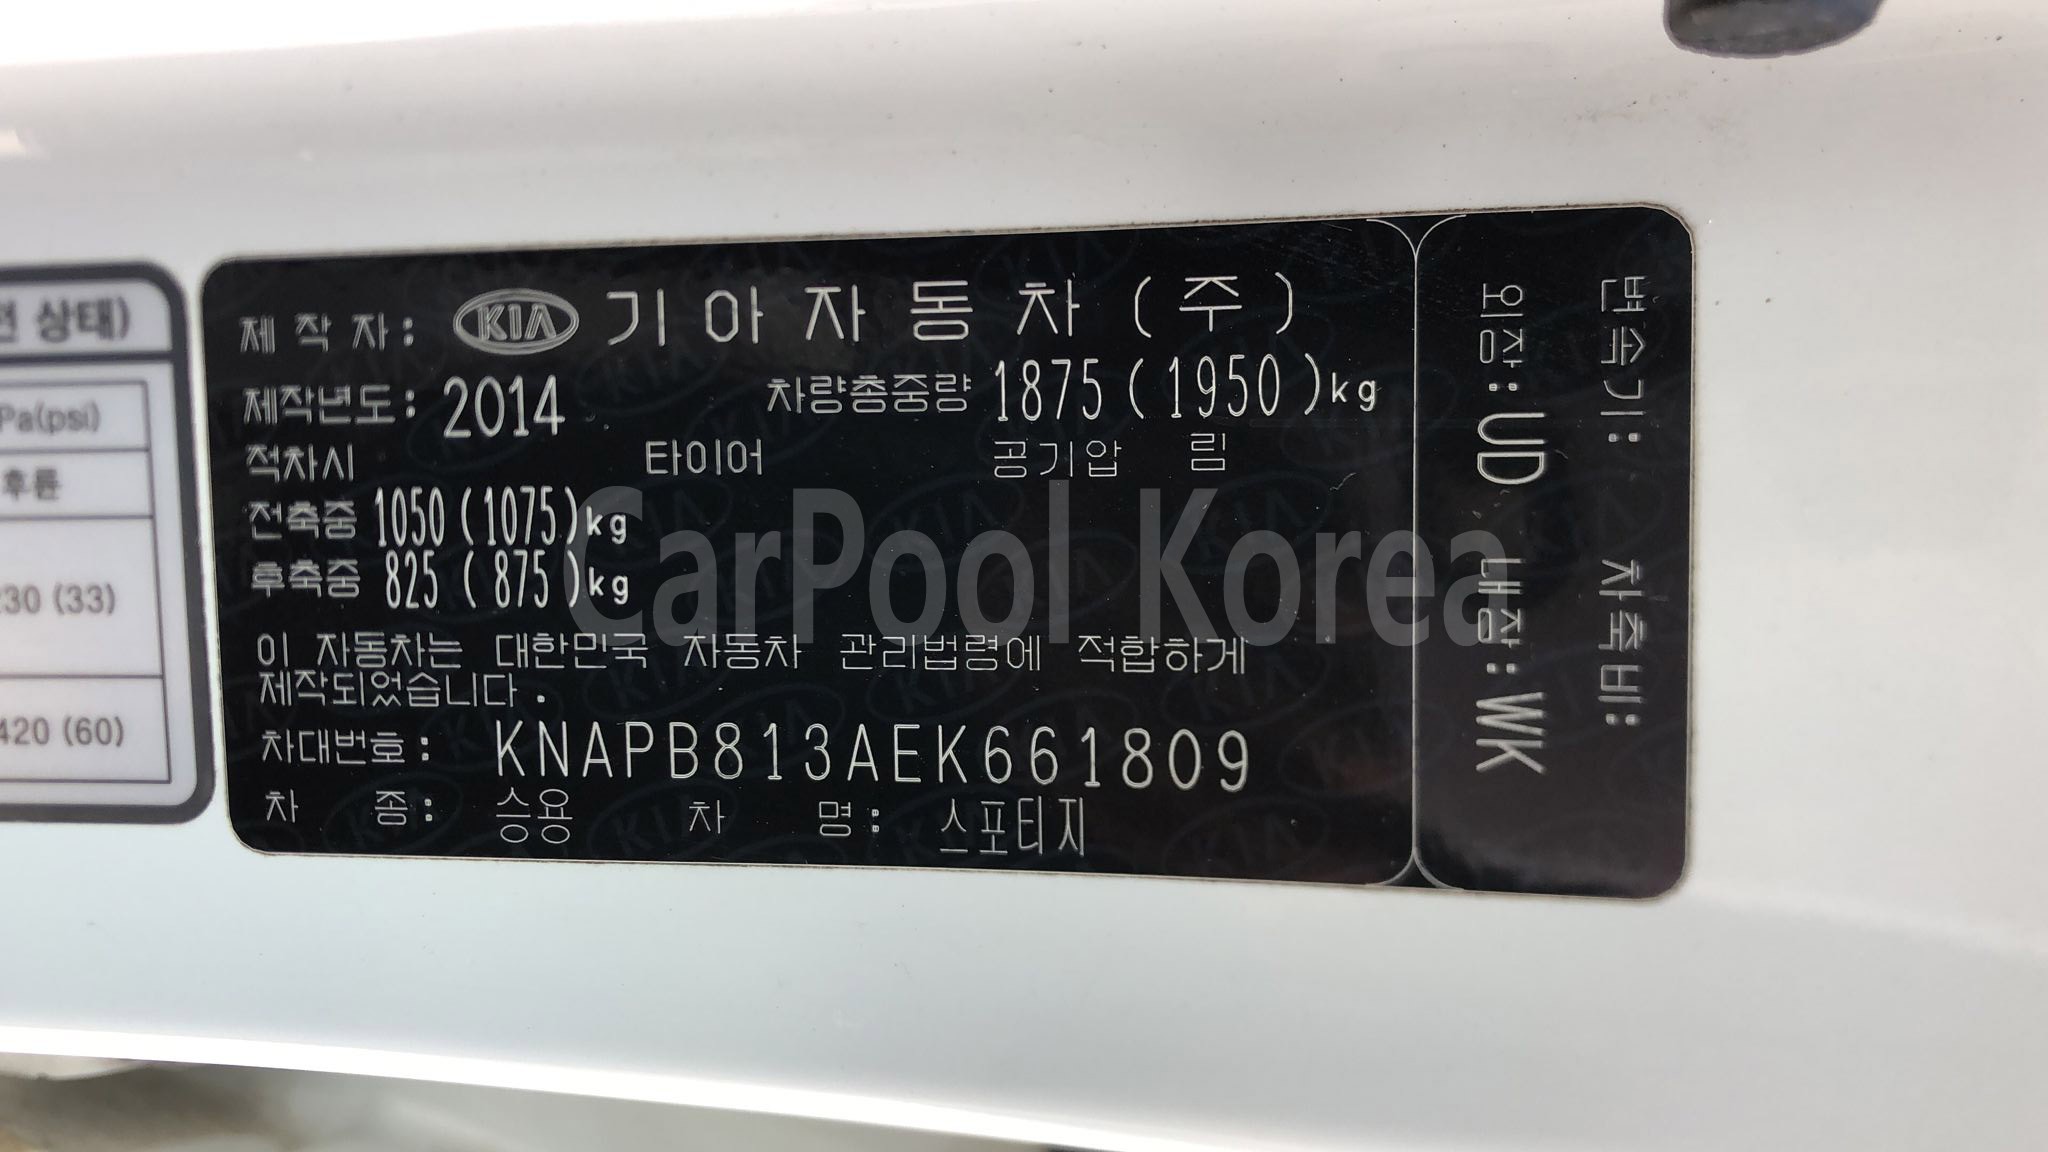 편 상태)
Pa(psi)
후륜
230 (33)
420 (60)
제 작 자 : KIA 기아자동차(주)
제작년도 : 2014 차량총중량 1875 (1950)kg
적차시 타이어 공기압 림
전축중 1050 (1075)kg
후축중 825 (875)kg
이 자동차는 대한민국 자동차 관리법령에 적합하게
제작되었습니다.
차대번호 : KNAPB813AEK661809
차 종 : 승용 차 명 : 스포티지
변속기 : 차축비 :
외장 : UD 내장 : WK
CarPool Korea